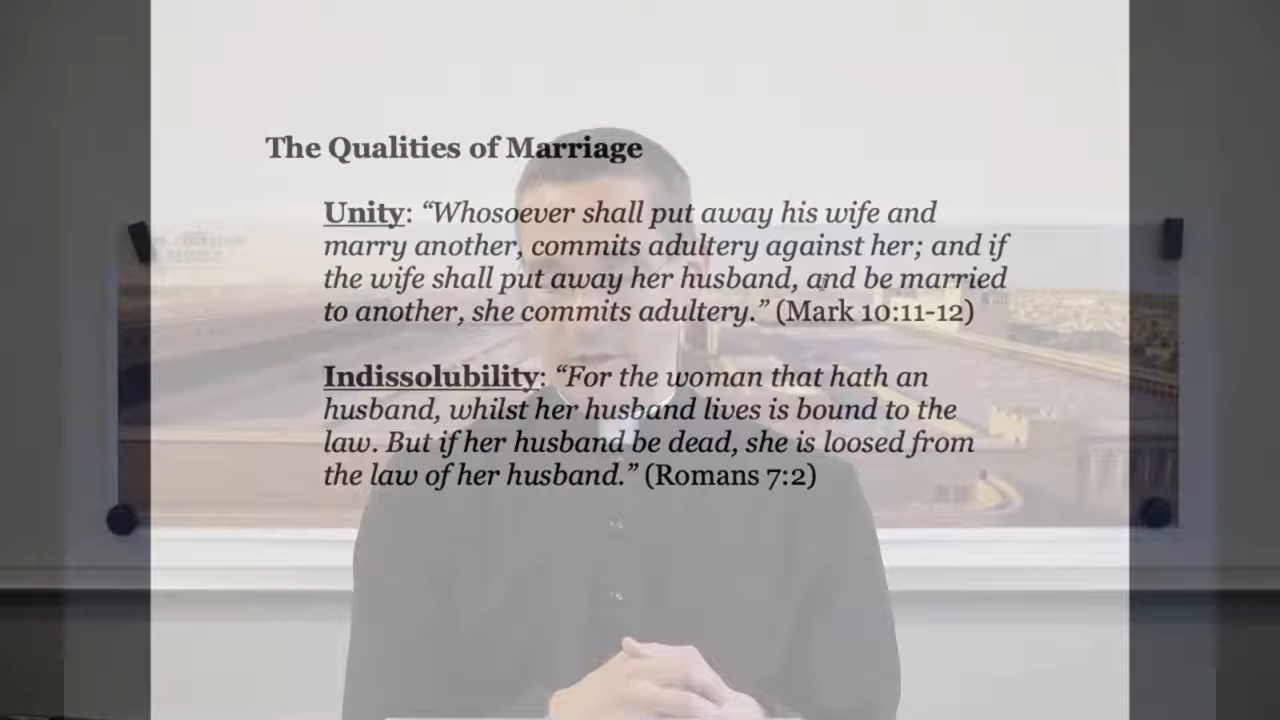 The Qualities of Marriage
Unity: “Whosoever shall put away his wife and
marry another, commits adultery against her; and if
the wife shall put away her husband, and be married
to another, she commits adultery.” (Mark 10:11-12)
Indissolubility: “For the woman that hath an
husband, whilst her husband lives is bound to the
law. But if her husband be dead, she is loosed from
the law of her husband.” (Romans 7:2)